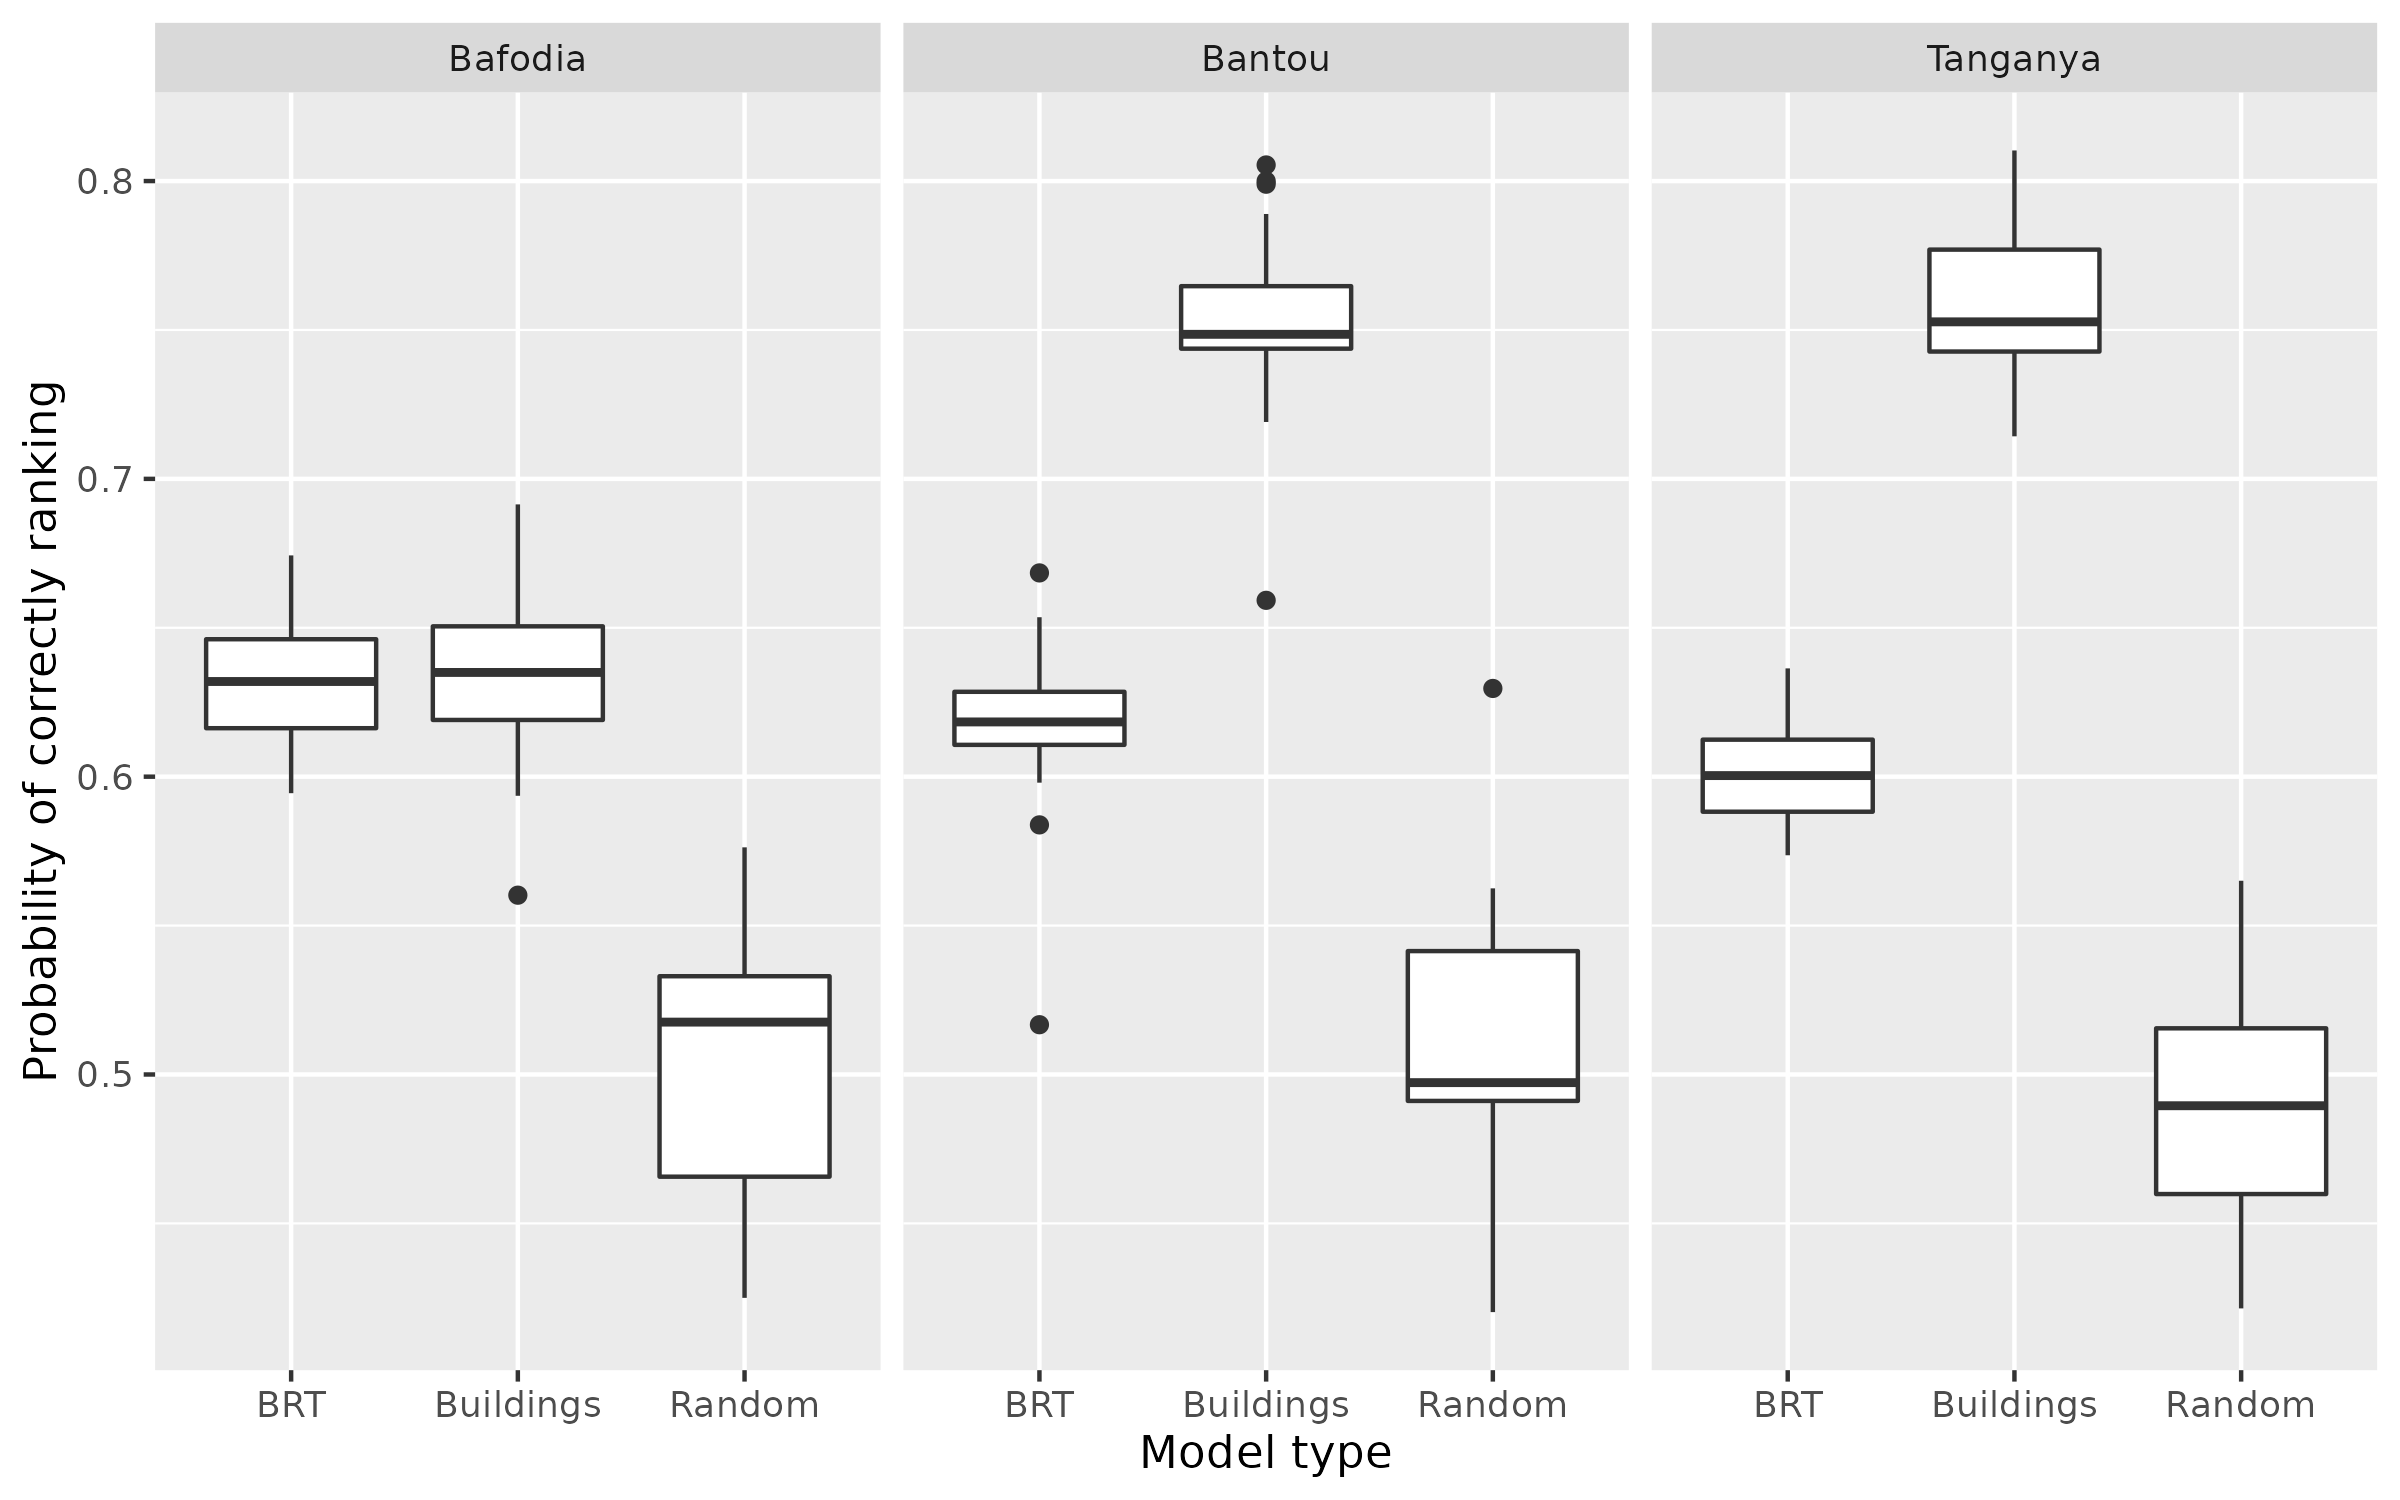 Bafodia Bantou Tanganya
Probability of correctly ranking
0.8
0.7
0.6
0.5
BRT Buildings Random BRT Buildings Random BRT Buildings Random
Model type